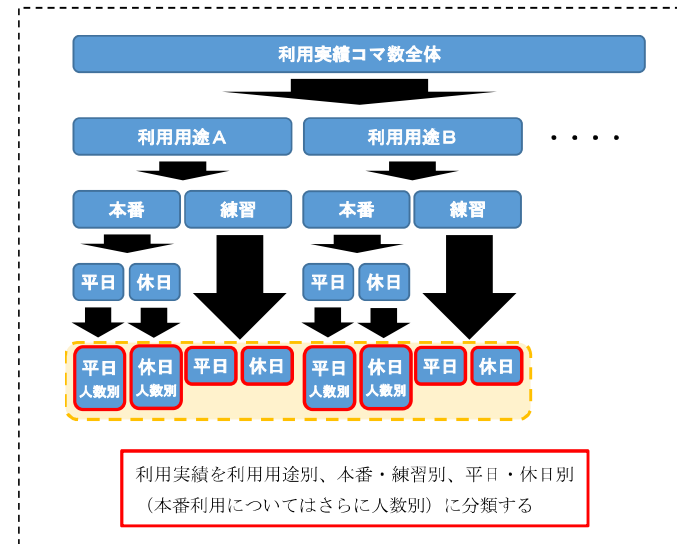 利用実績コマ数全体
利用用途A 利用用途B ・・・・
本番 練習 本番 練習
平日 休日 平日 休日
平日 休日 平日 休日 平日 休日 平日 休日
人数別 人数別 人数別 人数別
利用実績を利用用途別、本番・練習別、平日・休日別
（本番利用についてはさらに人数別）に分類する